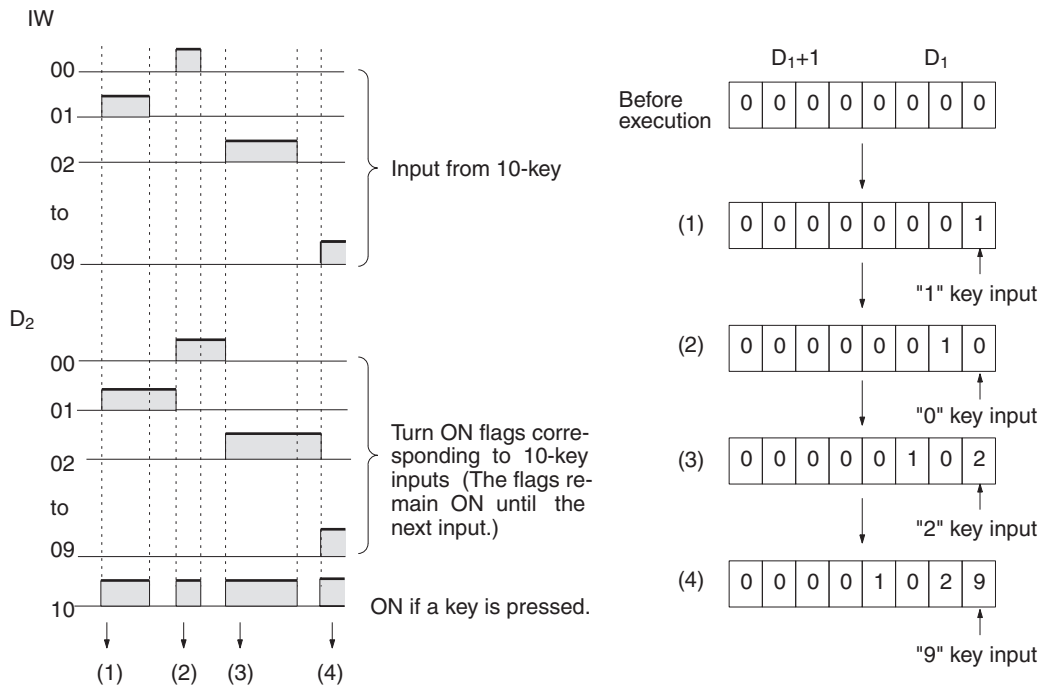 IW
00
01
02
to
09
Input from 10-key
D2
00
01
02
to
09
10
Turn ON flags corre-
sponding to 10-key
inputs (The flags re-
main ON until the
next input.)
ON if a key is pressed.
(1) (2) (3) (4)
D1+1 D1
Before
execution
0 0 0 0 0 0 0 0
(1) 0 0 0 0 0 0 0 1
"1" key input
(2) 0 0 0 0 0 0 1 0
"0" key input
(3) 0 0 0 0 0 1 0 2
"2" key input
(4) 0 0 0 0 1 0 2 9
"9" key input